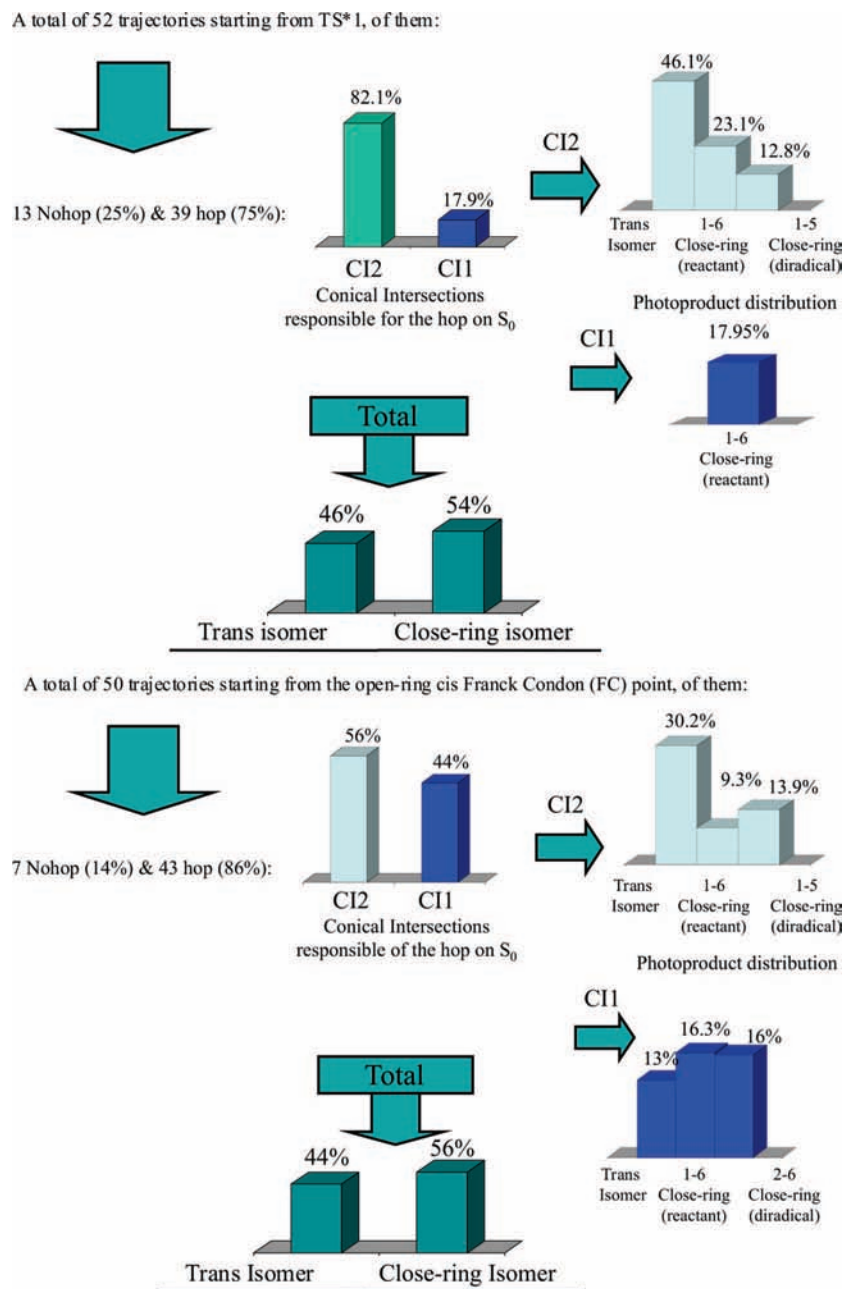 A total of 52 trajectories starting from TS*1, of them:
46.1%
82.1%
CI2
23.1%
12.8%
13 Nohop (25%) & 39 hop (75%):
17.9%
CI2 CI1
Conical Intersections
responsible for the hop on S₀
Trans 1-6 1-5
Isomer Close-ring Close-ring
(reactant) (diradical)
Photoproduct distribution
CI1
17.95%
1-6
Close-ring
(reactant)
Total
46% 54%
Trans isomer Close-ring isomer
A total of 50 trajectories starting from the open-ring cis Franck Condon (FC) point, of them:
56%
44%
CI2
30.2%
9.3%
13.9%
7 Nohop (14%) & 43 hop (86%):
CI2 CI1
Conical Intersections
responsible of the hop on S₀
Trans 1-6 1-5
Isomer Close-ring Close-ring
(reactant) (diradical)
Photoproduct distribution
CI1
13% 16.3% 16%
Trans 1-6 2-6
Isomer Close-ring Close-ring
(reactant) (diradical)
Total
44% 56%
Trans Isomer Close-ring Isomer